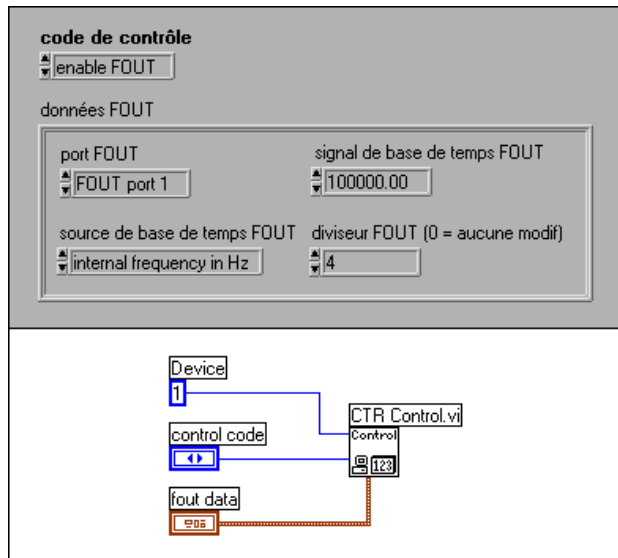 code de contrôle
enable FOUT
données FOUT
port FOUT
signal de base de temps FOUT
FOUT port 1
100000.00
source de base de temps FOUT
diviseur FOUT (0 = aucune modif)
internal frequency in Hz
4
Device
1
CTR Control.vi
Control
123
control code
fout data